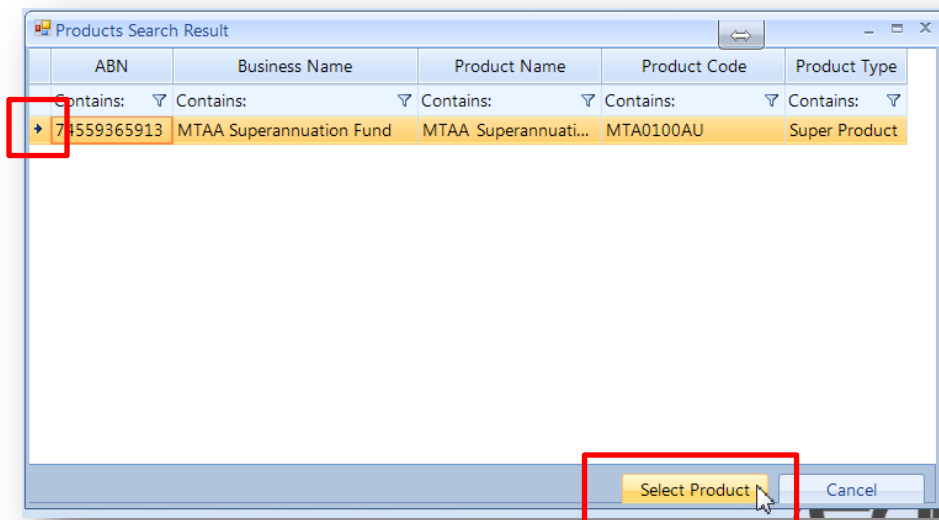 Products Search Result
ABN Business Name Product Name Product Code Product Type
Contains: Contains: Contains: Contains: Contains:
74559365913 MTAA Superannuation Fund MTAA Superannuati... MTA0100AU Super Product
Select Product Cancel